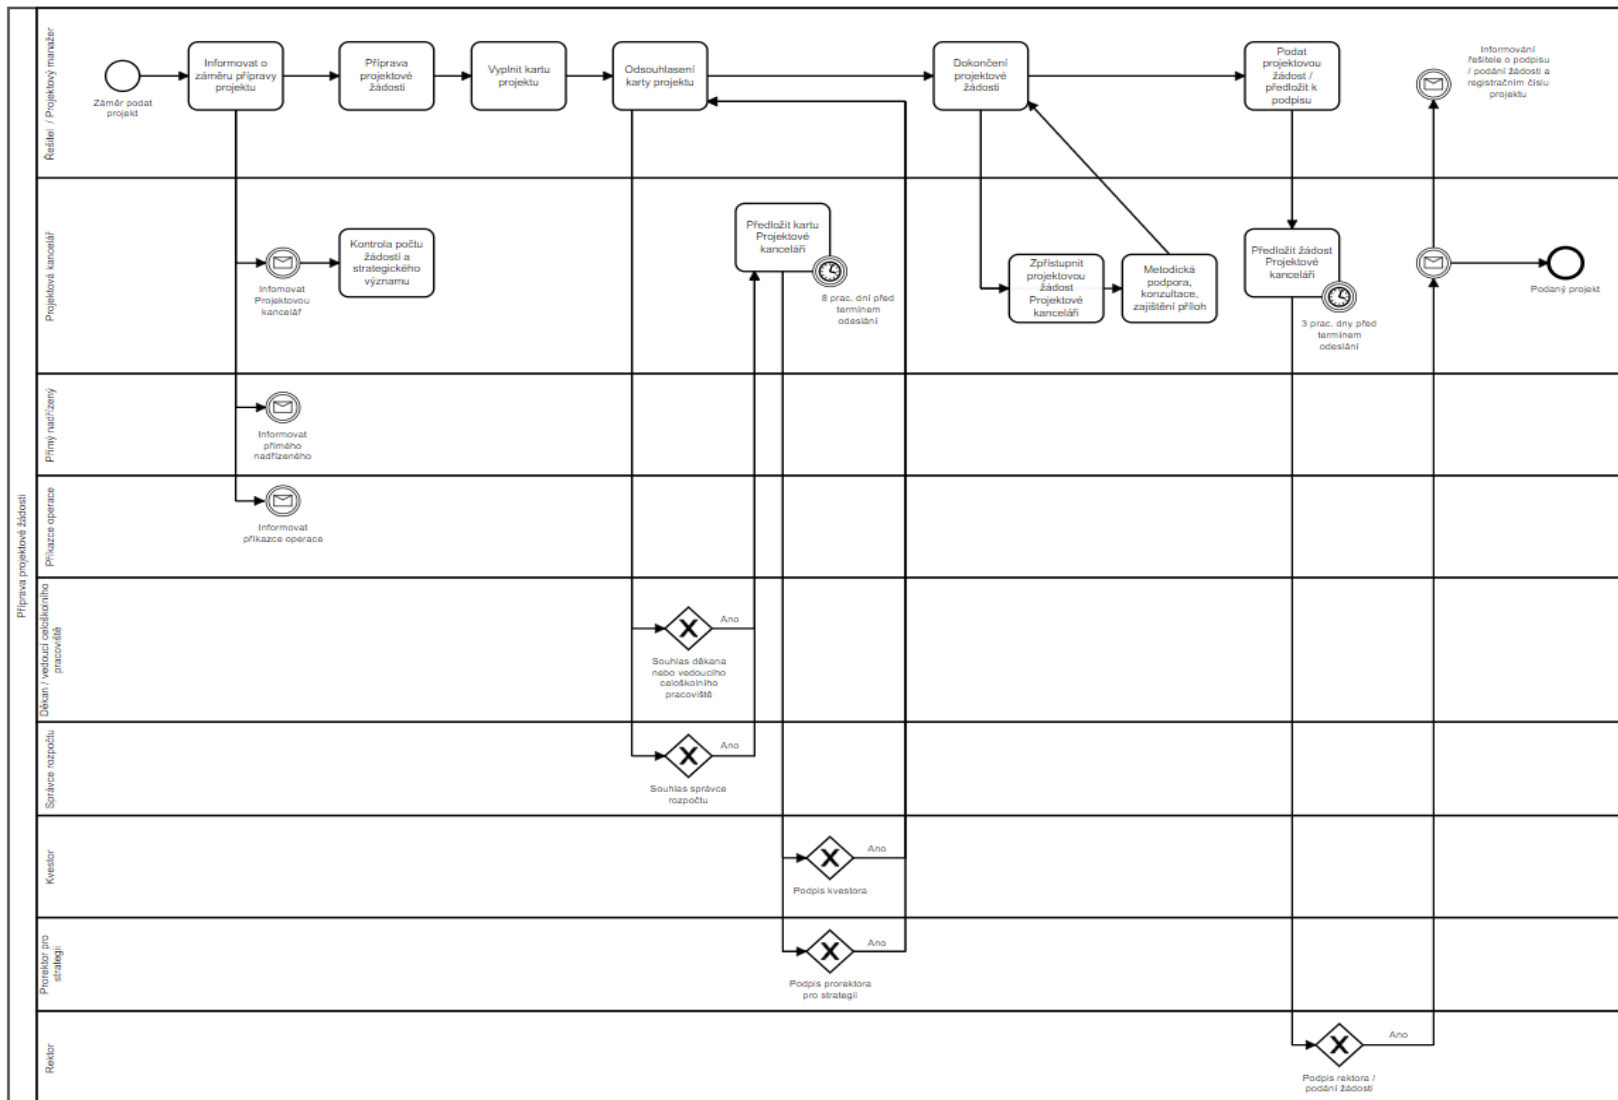 Příprava projektové žádosti
Řešitel / Projektový manažer
Záměr podat
projekt
Informovat o
záměru přípravy
projektu
Příprava
projektové
žádosti
Vyplnit kartu
projektu
Odsouhlasení
karty projektu
Dokončení
projektové
žádosti
Podat
projektovou
žádost /
předložit k
podpisu
Informování
řešitele o podpisu
/ podání žádosti a
registračním číslu
projektu
Projektová kancelář
Infomovat
Projektovou
kancelář
Kontrola počtu
žádostí a
strategického
významu
Předložit kartu
Projektové
kanceláři
8 prac. dní před
termínem
odeslání
Zpřístupnit
projektovou
žádost
Projektové
kanceláři
Metodická
podpora,
konzultace,
zajištění příloh
Předložit žádost
Projektové
kanceláři
3 prac. dny před
termínem
odeslání
Podaný projekt
Přímý nadřízený
Informovat
přímého
nadřízeného
Příkazce operace
Informovat
příkazce operace
Děkan / vedoucí celoškolního
pracoviště
Ano
Souhlas děkana
nebo vedoucího
celoškolního
pracoviště
Správce rozpočtu
Ano
Souhlas správce
rozpočtu
Kvestor
Ano
Podpis kvestora
Prorektor pro
strategii
Ano
Podpis prorektora
pro strategii
Rektor
Ano
Podpis rektora /
podání žádosti